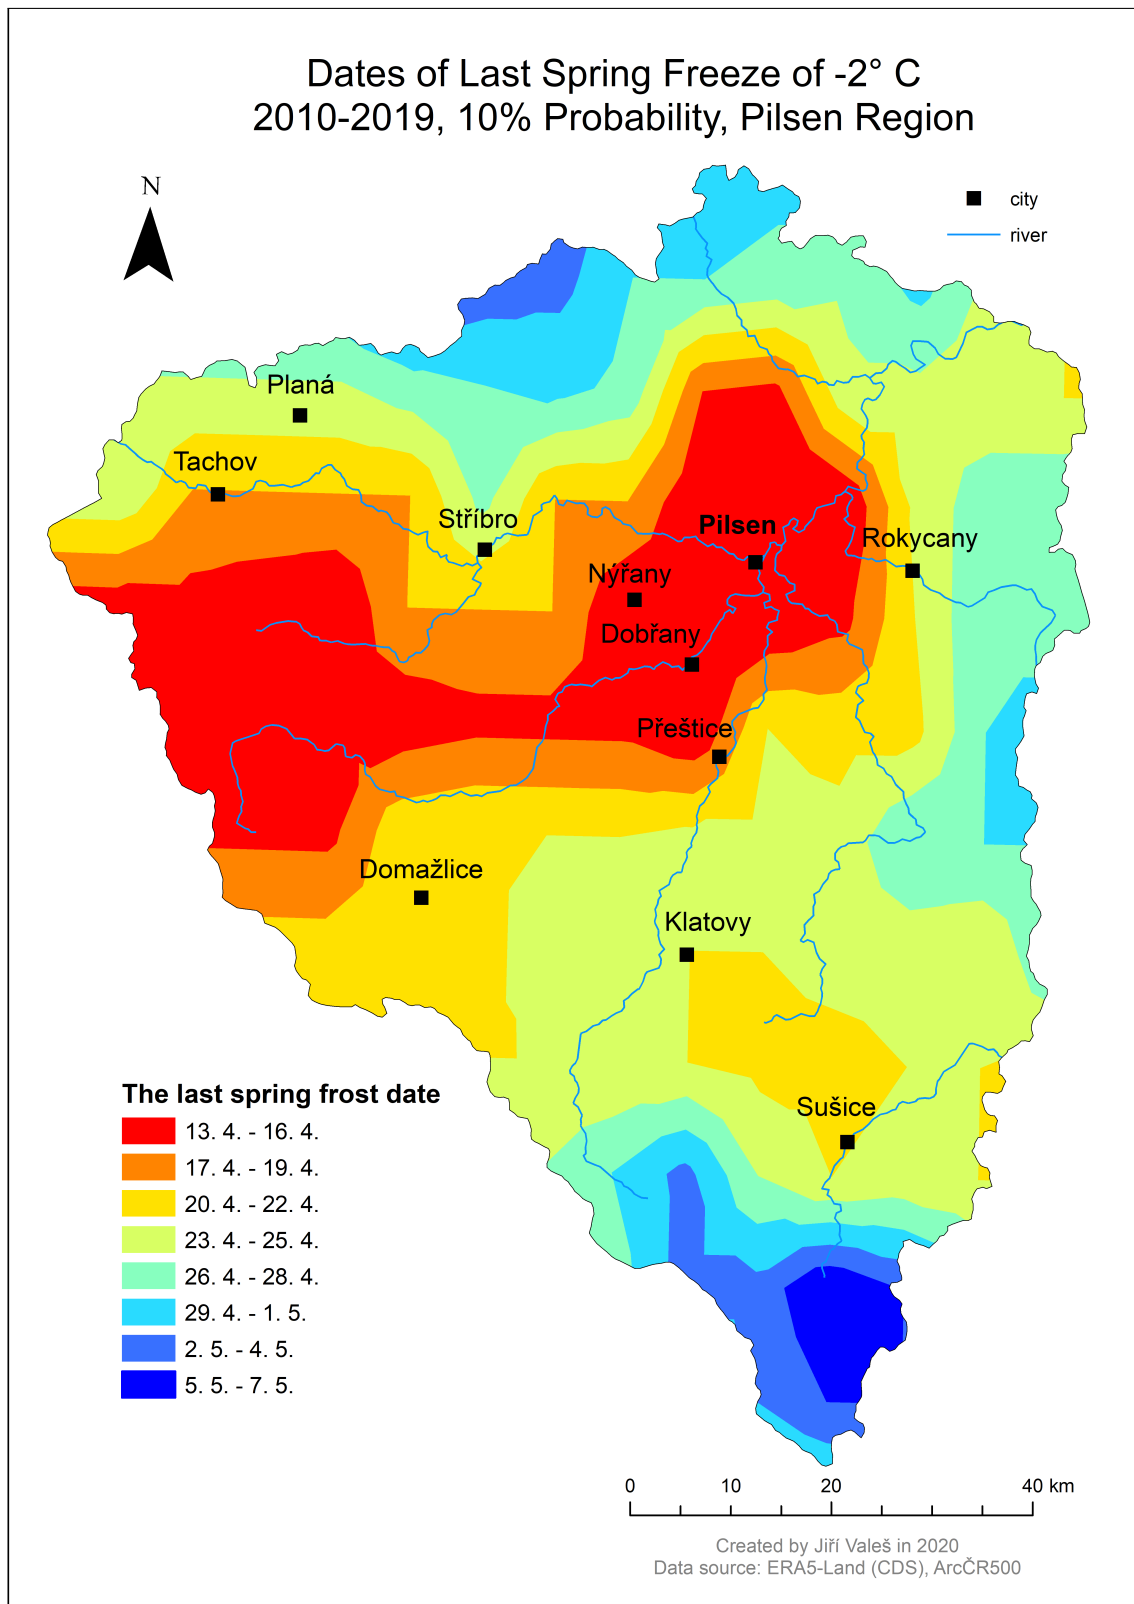 Dates of Last Spring Freeze of -2° C
2010-2019, 10% Probability, Pilsen Region
N
city
river
Planá
Tachov
Stříbro
Pilsen
Rokycany
Nýřany
Dobřany
Přeštice
Domažlice
Klatovy
Sušice
The last spring frost date
13. 4. - 16. 4.
17. 4. - 19. 4.
20. 4. - 22. 4.
23. 4. - 25. 4.
26. 4. - 28. 4.
29. 4. - 1. 5.
2. 5. - 4. 5.
5. 5. - 7. 5.
0 10 20 40 km
Created by Jiří Valeš in 2020
Data source: ERA5-Land (CDS), ArcČR500